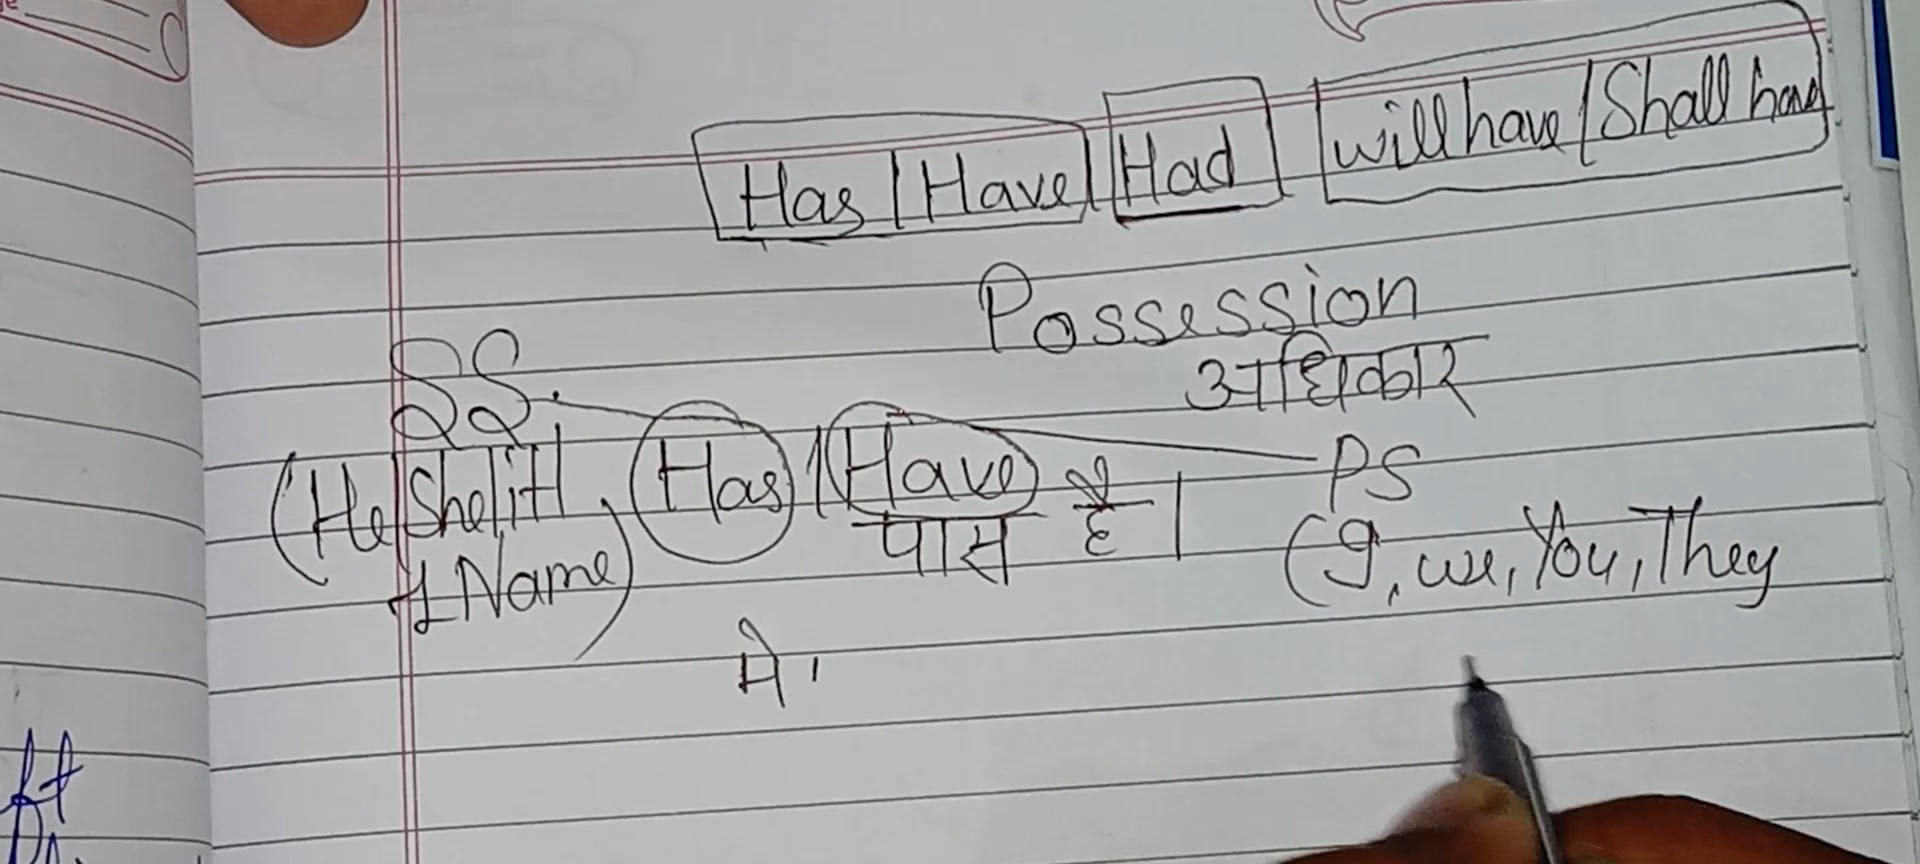 Has / Have / Had will have / Shall have
Possession
अधिकार
SS.
PS
(He/She/it/ Has / Have
1 Name)
पास है।
(I, we, You, They